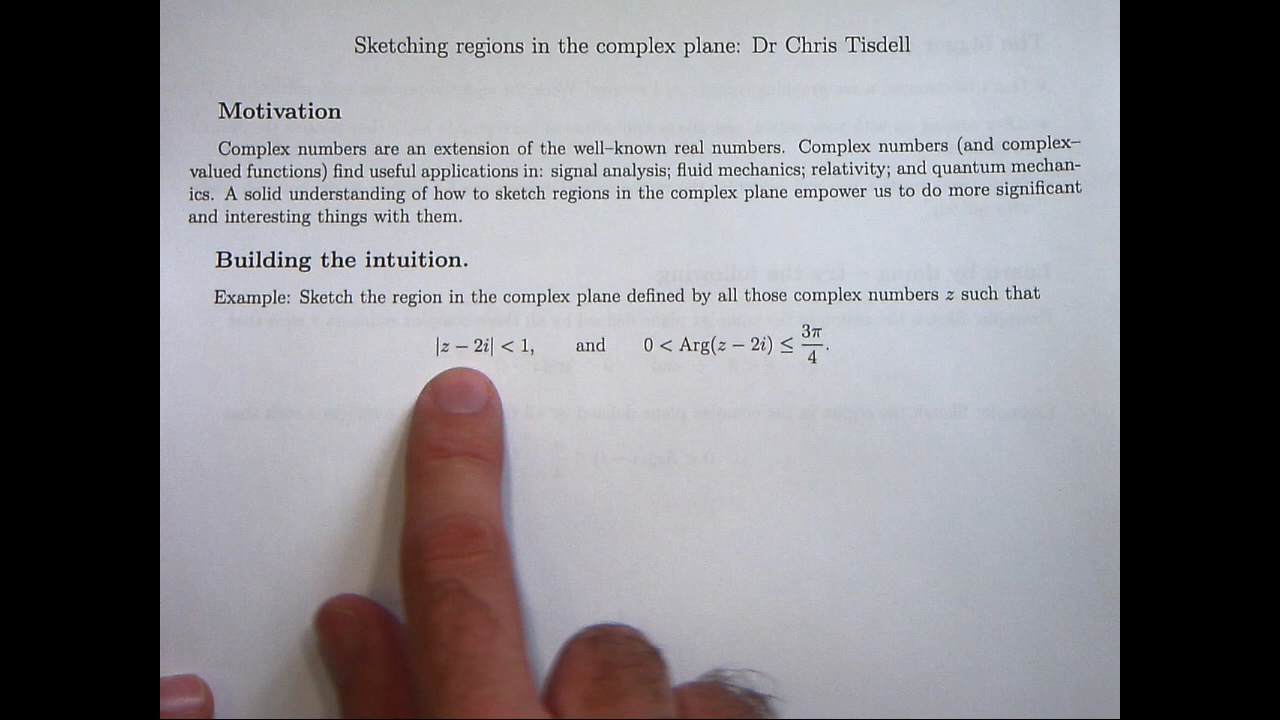 Sketching regions in the complex plane: Dr Chris Tisdell
Motivation
Complex numbers are an extension of the well–known real numbers. Complex numbers (and complex–
valued functions) find useful applications in: signal analysis; fluid mechanics; relativity; and quantum mechan-
ics. A solid understanding of how to sketch regions in the complex plane empower us to do more significant
and interesting things with them.
Building the intuition.
Example: Sketch the region in the complex plane defined by all those complex numbers z such that
|z − 2i| < 1, and 0 < Arg(z − 2i) ≤ 3π/4.